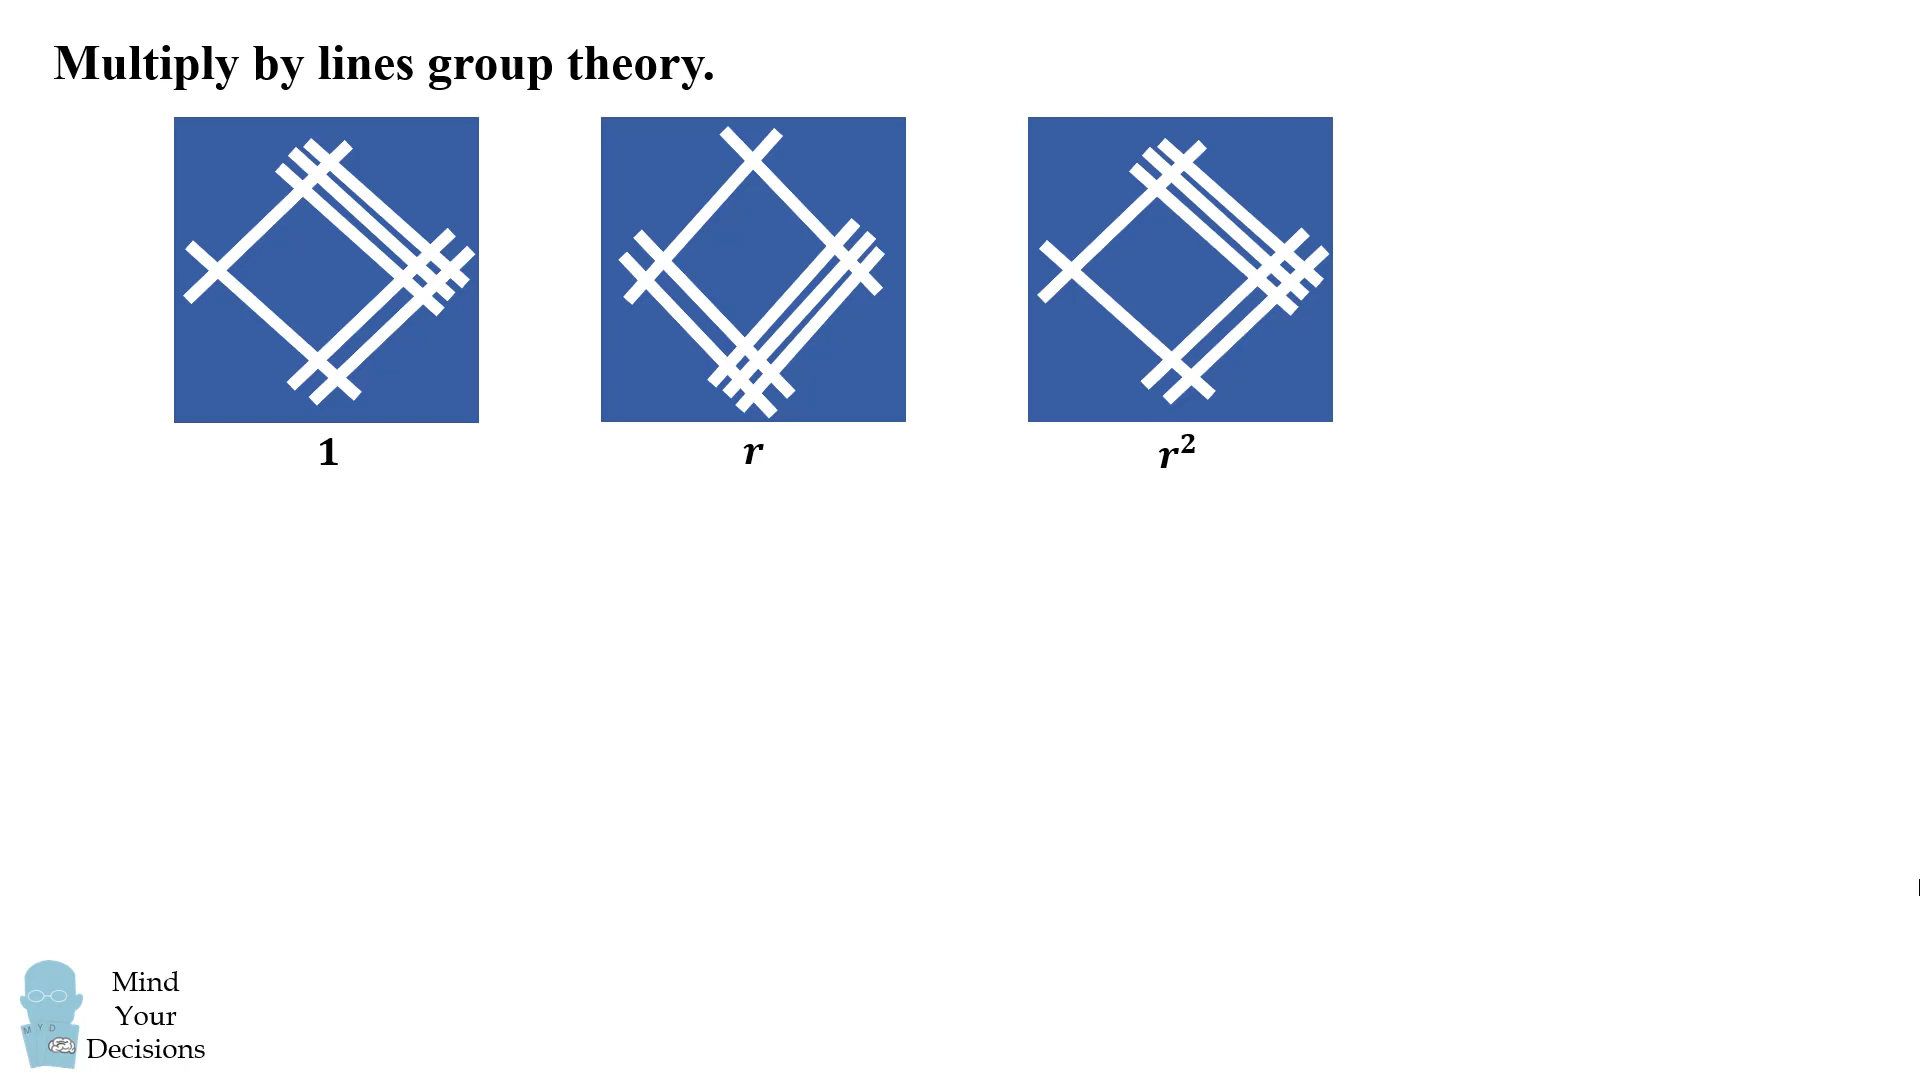 Multiply by lines group theory.
1
r
r²
Mind
Your
Decisions
M Y D